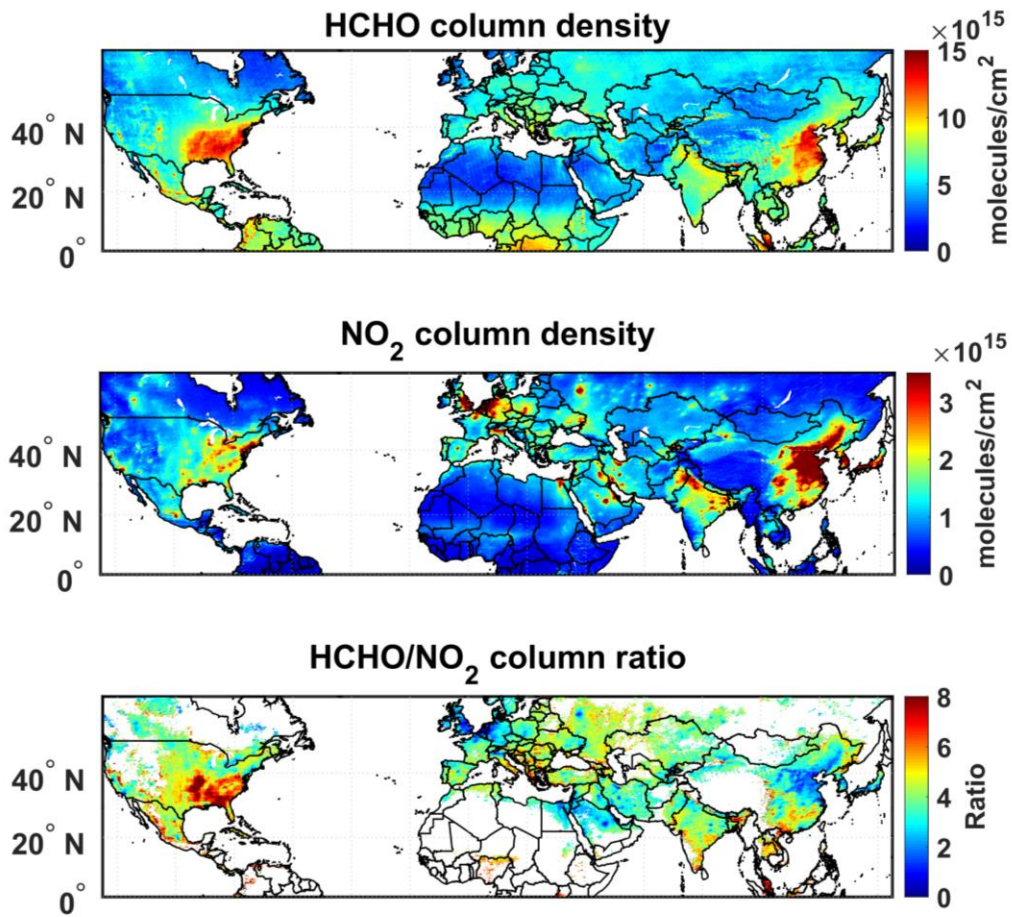 HCHO column density
×10¹⁵
15
10
5
0
molecules/cm²
40° N
20° N
0°
NO₂ column density
×10¹⁵
3
2
1
0
molecules/cm²
40° N
20° N
0°
HCHO/NO₂ column ratio
8
6
4
2
0
Ratio
40° N
20° N
0°